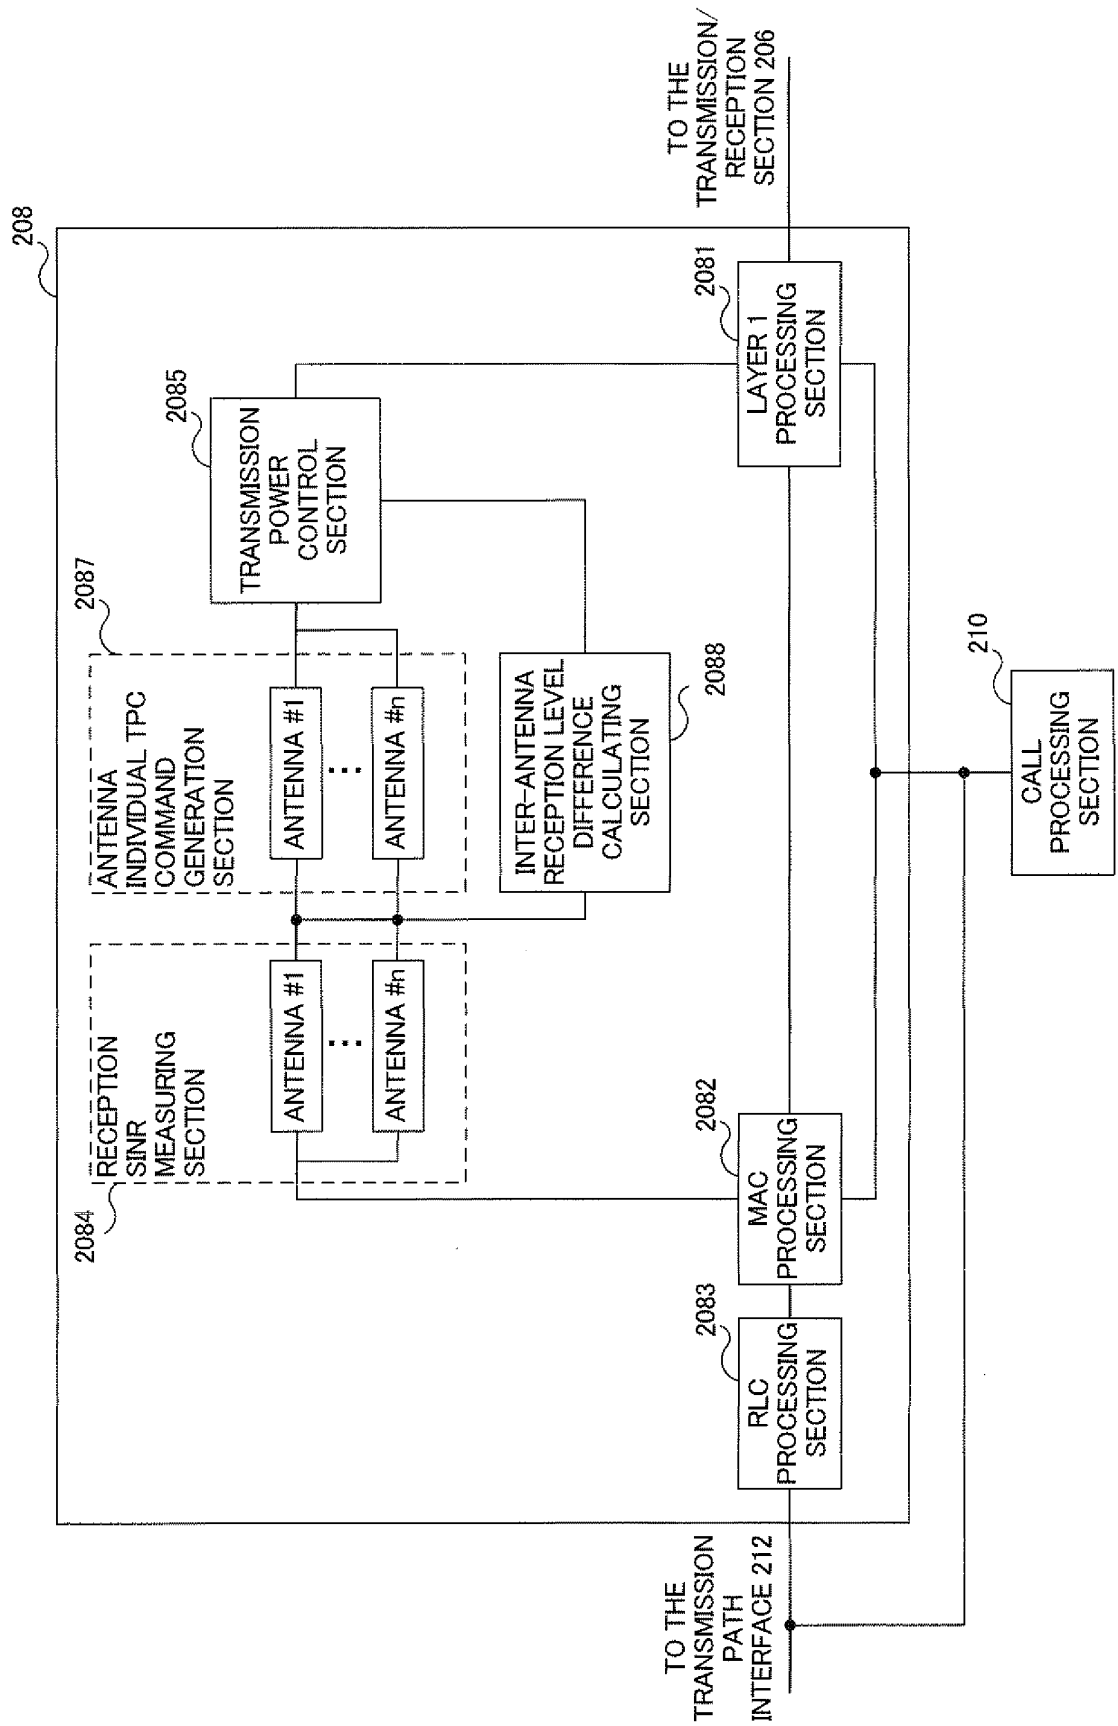 208
TO THE
TRANSMISSION/
RECEPTION
SECTION 206
2085
TRANSMISSION
POWER
CONTROL
SECTION
2087
ANTENNA
INDIVIDUAL TPC
COMMAND
GENERATION
SECTION
ANTENNA #1
...
ANTENNA #n
2084
RECEPTION
SINR
MEASURING
SECTION
ANTENNA #1
...
ANTENNA #n
INTER-ANTENNA
RECEPTION LEVEL
DIFFERENCE
CALCULATING
SECTION
2088
2081
LAYER 1
PROCESSING
SECTION
2082
MAC
PROCESSING
SECTION
2083
RLC
PROCESSING
SECTION
TO THE
TRANSMISSION
PATH
INTERFACE 212
210
CALL
PROCESSING
SECTION